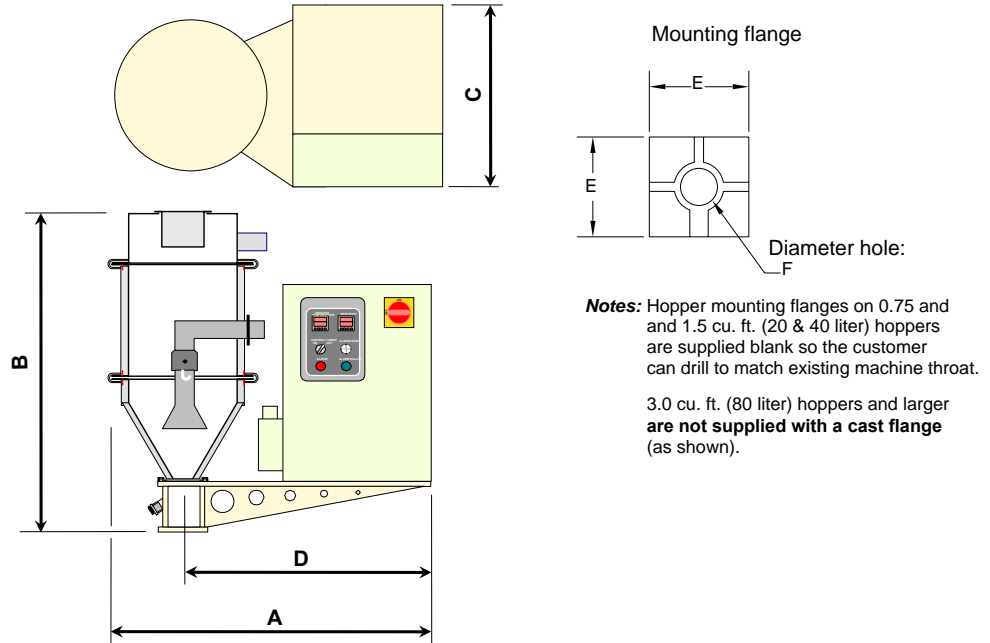 Mounting flange
C
E
E
Diameter hole:
F
Notes: Hopper mounting flanges on 0.75 and
and 1.5 cu. ft. (20 & 40 liter) hoppers
are supplied blank so the customer
can drill to match existing machine throat.
3.0 cu. ft. (80 liter) hoppers and larger
are not supplied with a cast flange
(as shown).
B
D
A